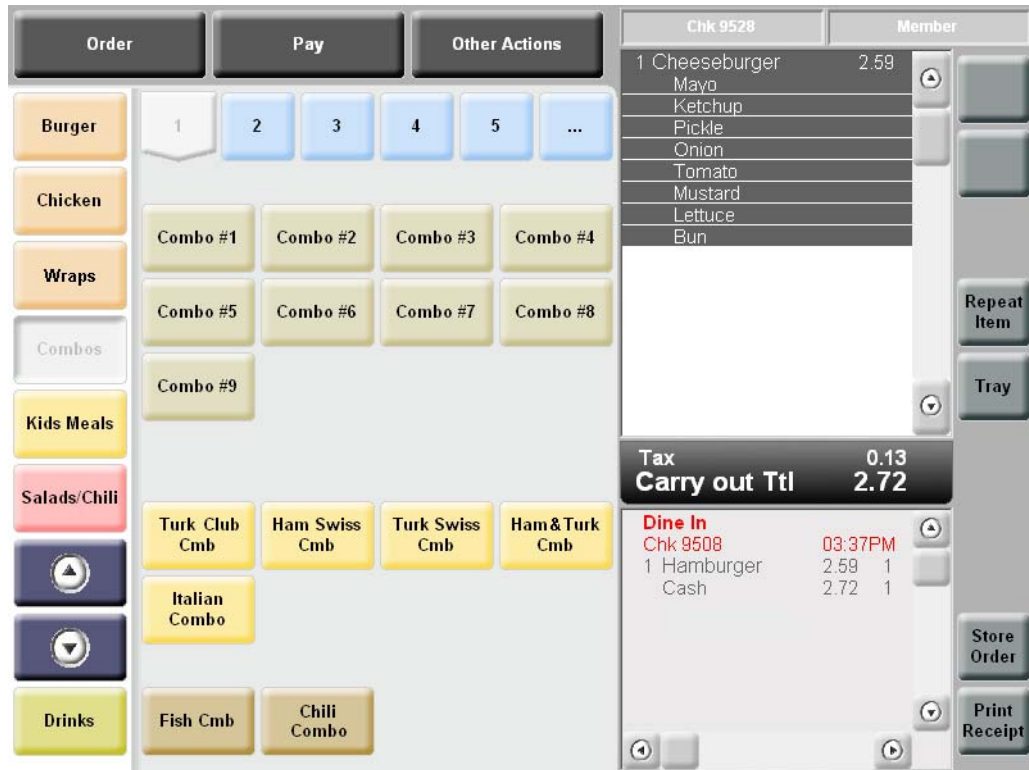 Order
Pay
Other Actions
Chk 9528
Member
Burger
Chicken
Wraps
Combos
Kids Meals
Salads/Chili
Drinks
1
2
3
4
5
...
Combo #1
Combo #2
Combo #3
Combo #4
Combo #5
Combo #6
Combo #7
Combo #8
Combo #9
Turk Club
Cmb
Ham Swiss
Cmb
Turk Swiss
Cmb
Ham&Turk
Cmb
Italian
Combo
Fish Cmb
Chili
Combo
1 Cheeseburger 2.59
Mayo
Ketchup
Pickle
Onion
Tomato
Mustard
Lettuce
Bun
Tax 0.13
Carry out Ttl 2.72
Dine In
Chk 9508 03:37PM
1 Hamburger 2.59 1
Cash 2.72 1
Repeat
Item
Tray
Store
Order
Print
Receipt